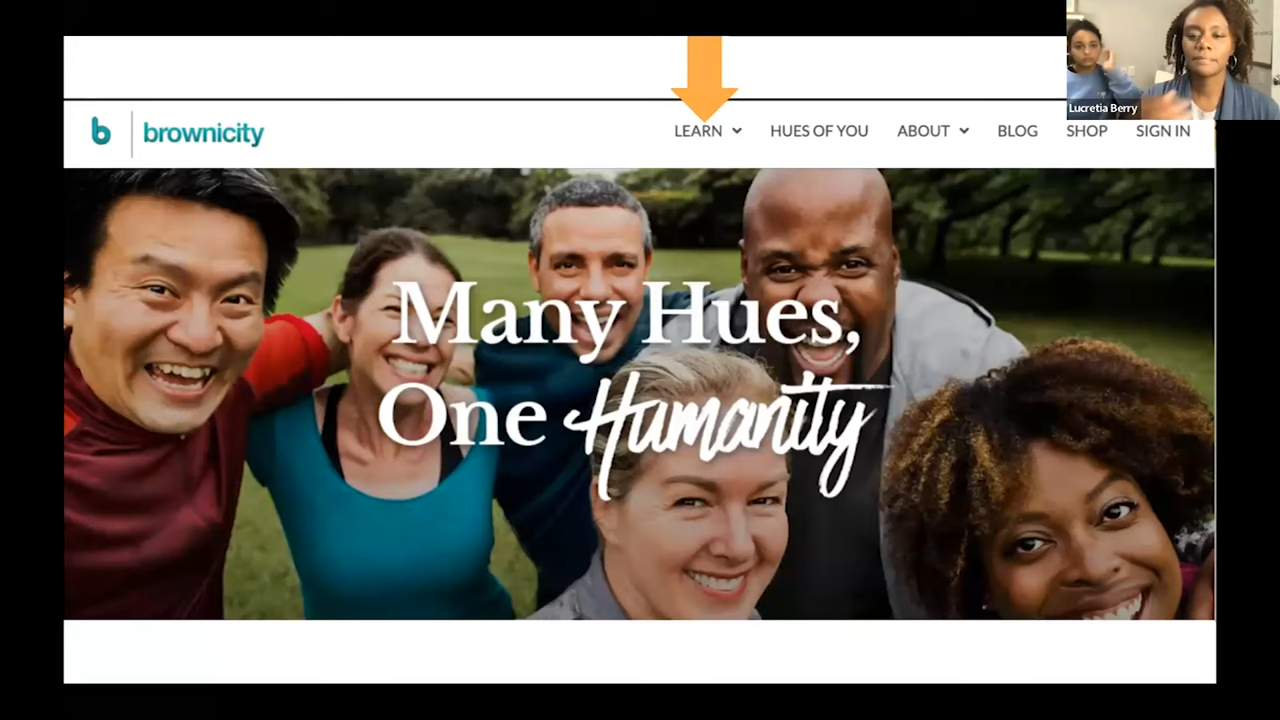 Lucretia Berry
b | brownicity
LEARN HUES OF YOU ABOUT BLOG SHOP SIGN IN
Many Hues,
One Humanity